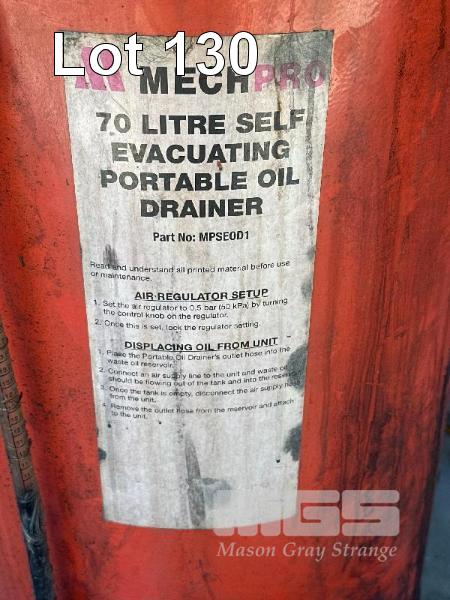 Lot 130
MECHPRO
70 LITRE SELF
EVACUATING
PORTABLE OIL
DRAINER
Part No: MPSEOD1
Read and understand all printed material before use
or maintenance.
AIR REGULATOR SETUP
1. Set the air regulator to 0.5 bar (50 kPa) by turning
the control knob on the regulator.
2. Once this is set, lock the regulator setting.
DISPLACING OIL FROM UNIT
1. Place the Portable Oil Drainer's outlet hose into the
waste oil reservoir.
2. Connect an air supply line to the unit and waste oil
should be flowing out of the tank and into the
3. Once the tank is empty, disconnect the air supply
from the unit.
4. Remove the outlet hose from the reservoir and attach
to the unit.
MGS
Mason Gray Strange